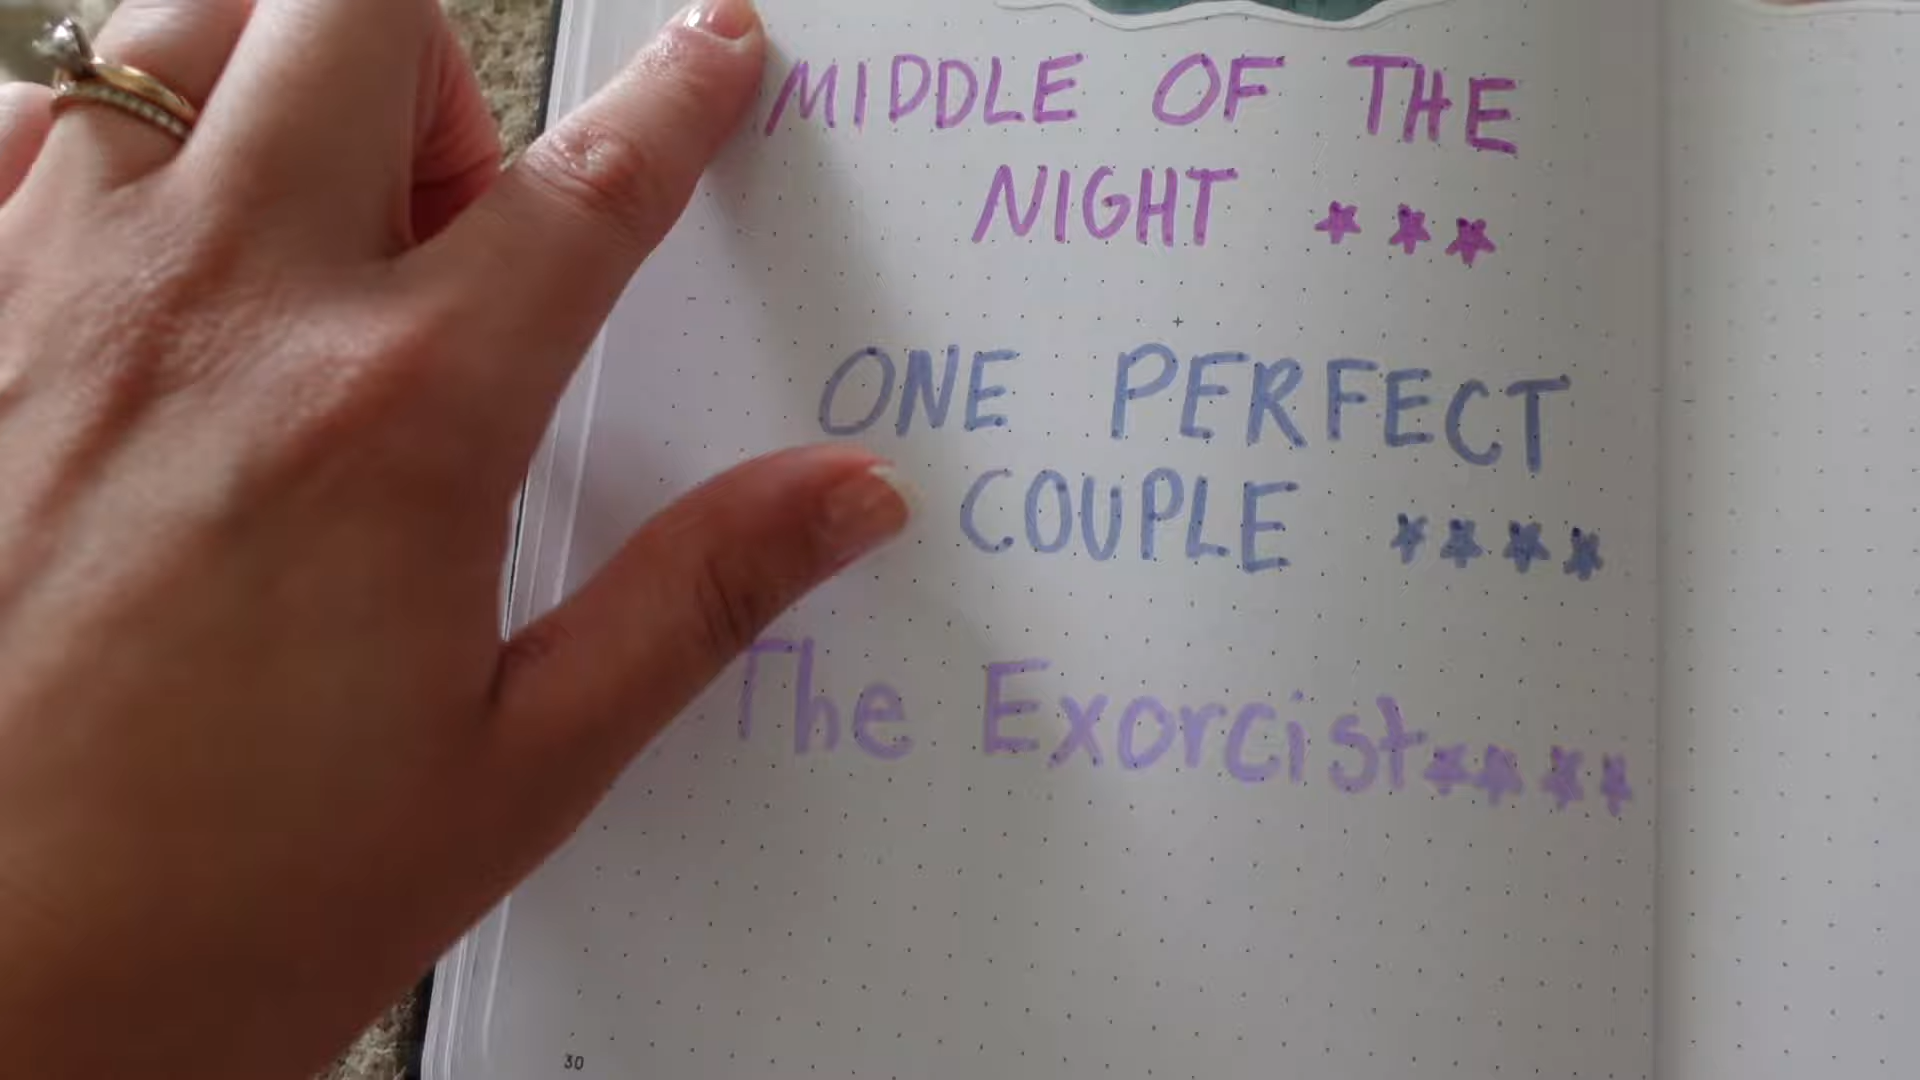 MIDDLE OF THE
NIGHT ★★★
ONE PERFECT
COUPLE ★★★★
The Exorcist★★★★
30